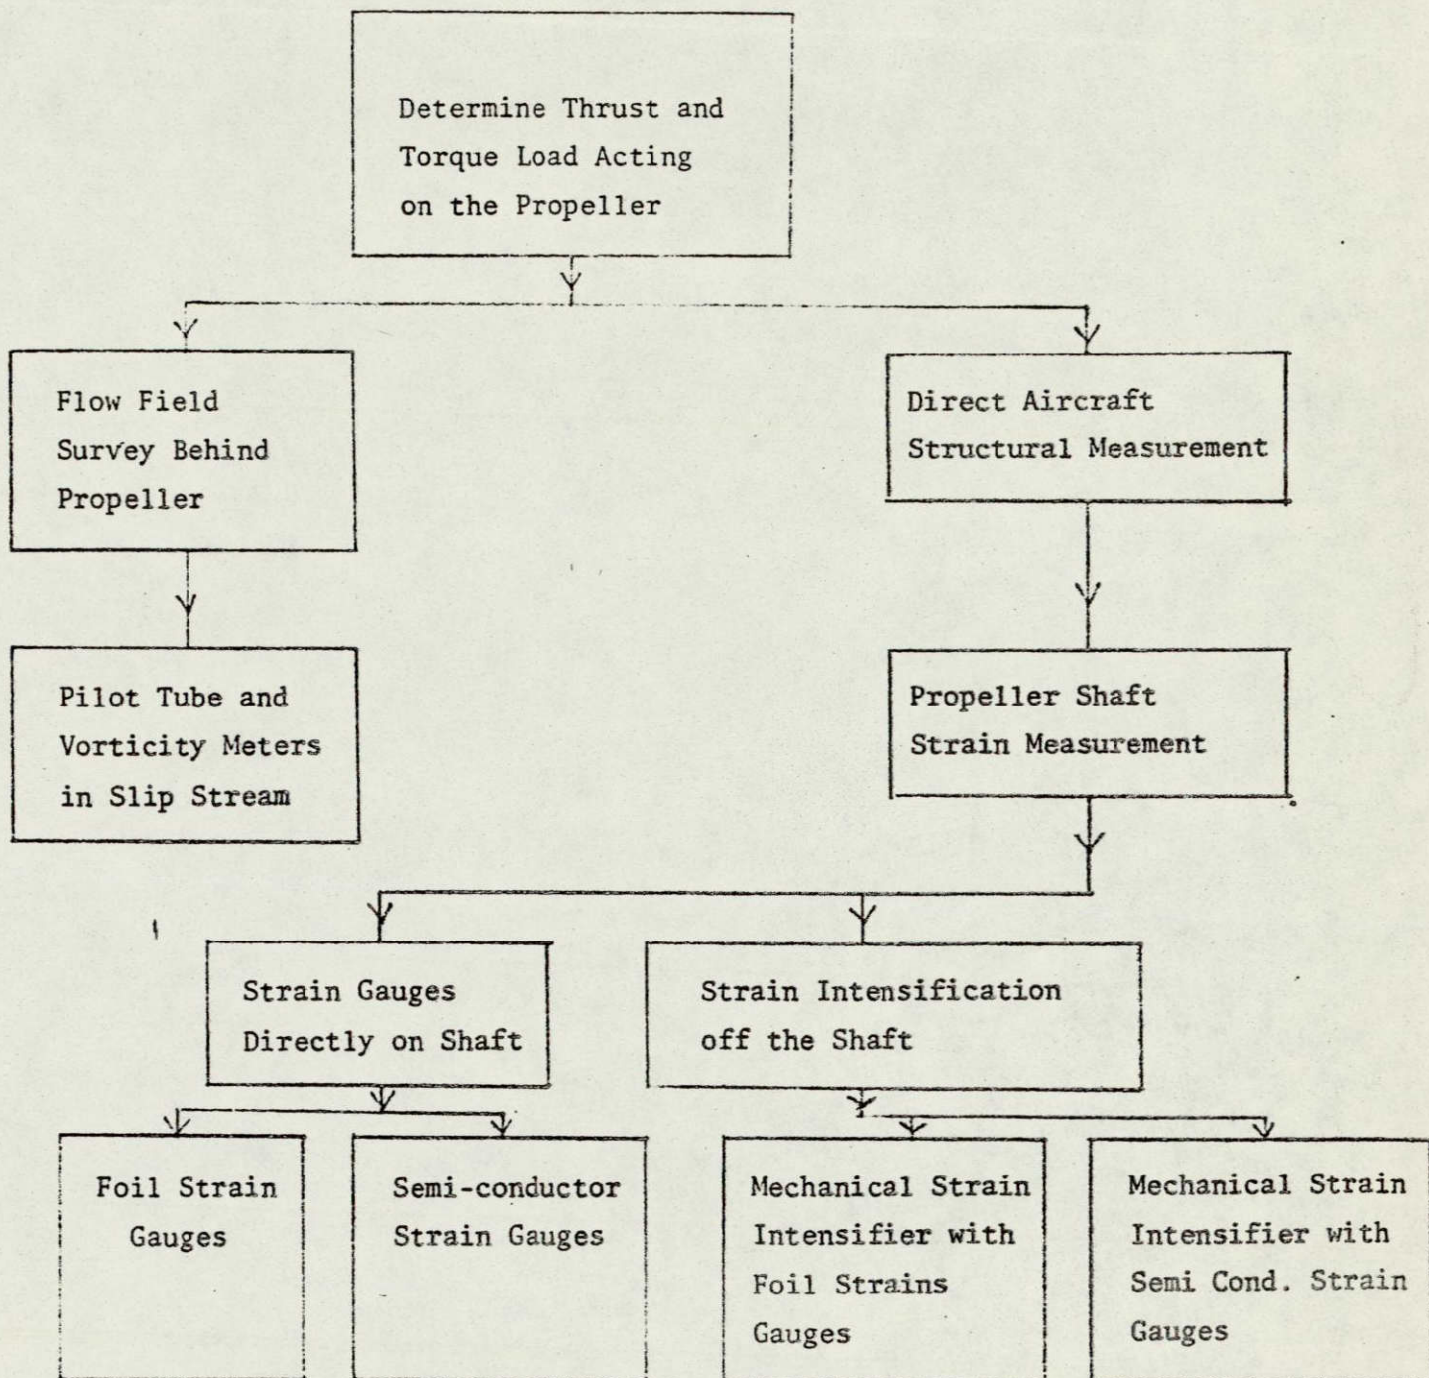 Determine Thrust and
Torque Load Acting
on the Propeller
Flow Field
Survey Behind
Propeller
Direct Aircraft
Structural Measurement
Pilot Tube and
Vorticity Meters
in Slip Stream
Propeller Shaft
Strain Measurement
Strain Gauges
Directly on Shaft
Strain Intensification
off the Shaft
Foil Strain
Gauges
Semi-conductor
Strain Gauges
Mechanical Strain
Intensifier with
Foil Strains
Gauges
Mechanical Strain
Intensifier with
Semi Cond. Strain
Gauges